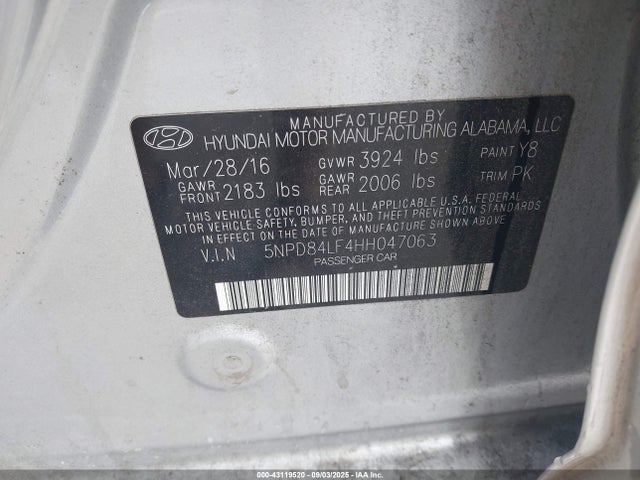 MANUFACTURED BY
HYUNDAI MOTOR MANUFACTURING ALABAMA, LLC
Mar/28/16 GVWR 3924 lbs PAINT Y8
GAWR FRONT 2183 lbs GAWR REAR 2006 lbs TRIM PK
THIS VEHICLE CONFORMS TO ALL APPLICABLE U.S.A. FEDERAL
MOTOR VEHICLE SAFETY, BUMPER, AND THEFT PREVENTION
STANDARDS IN EFFECT ON THE DATE OF MANUFACTURE SHOWN ABOVE
V.I.N 5NPD84LF4HH047063
PASSENGER CAR
000-43119520 09/03/2025 IAAI.COM